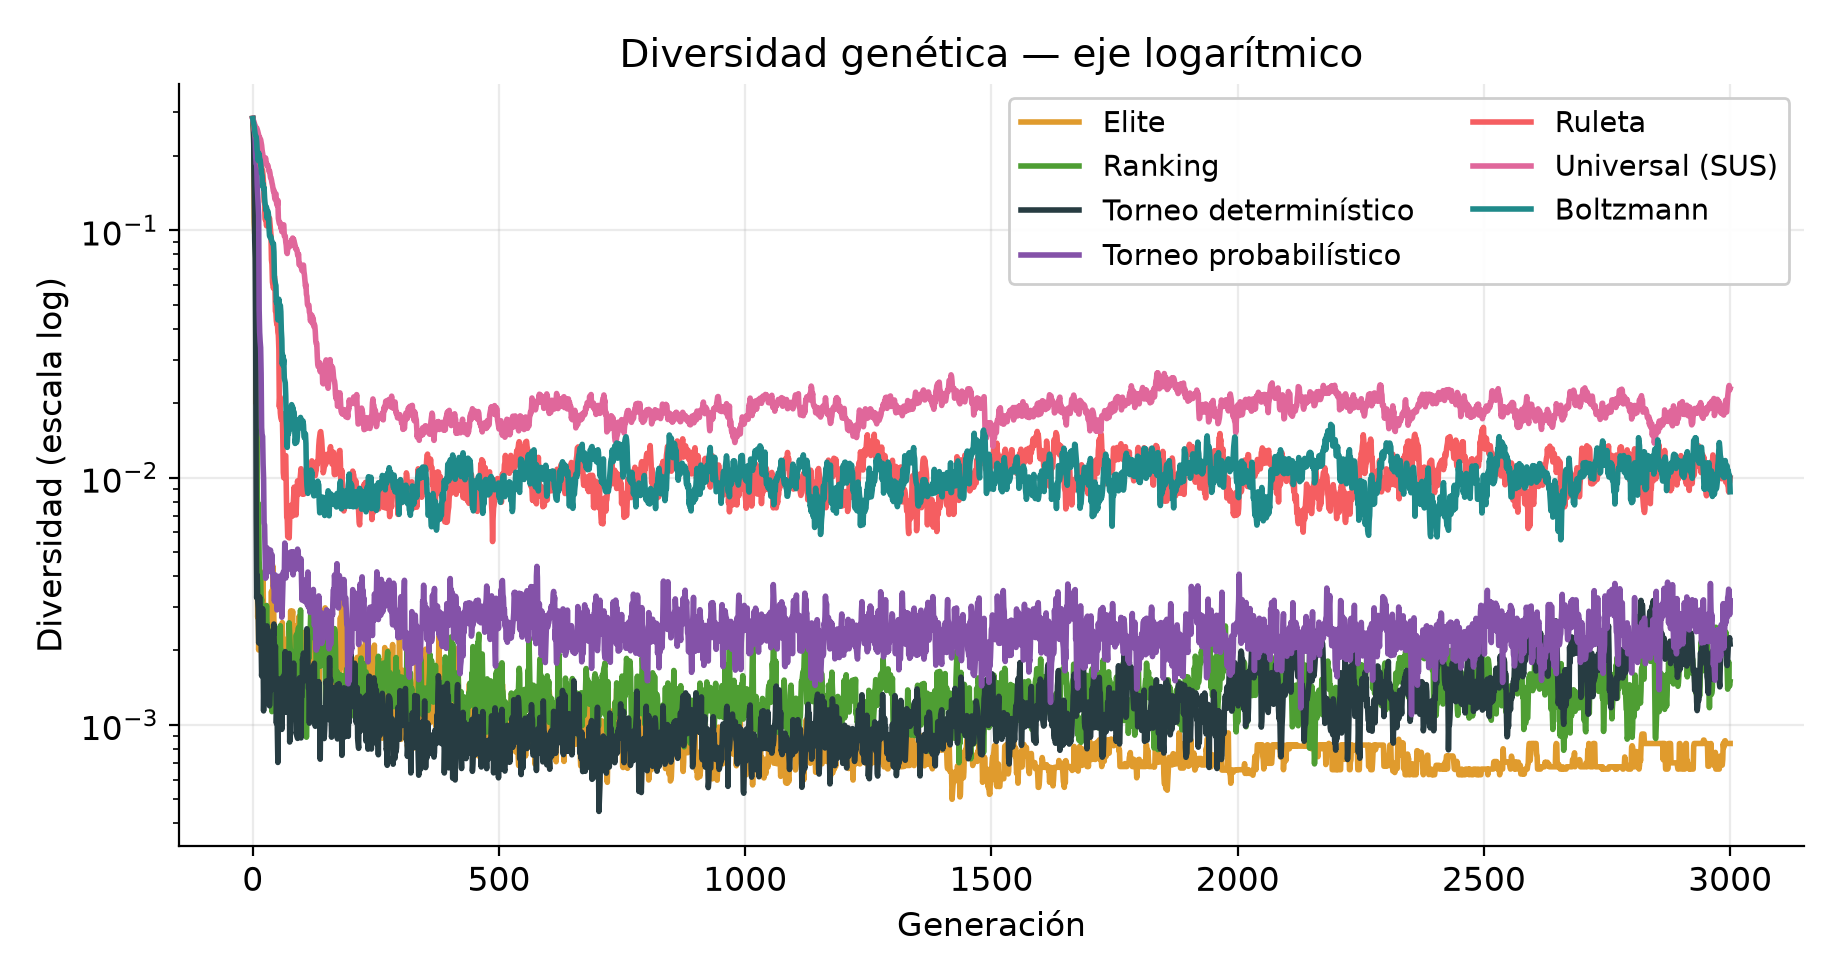 Diversidad genética — eje logarítmico
Elite
Ranking
Torneo determinístico
Torneo probabilístico
Ruleta
Universal (SUS)
Boltzmann
Diversidad (escala log)
10⁻¹
10⁻²
10⁻³
0 500 1000 1500 2000 2500 3000
Generación